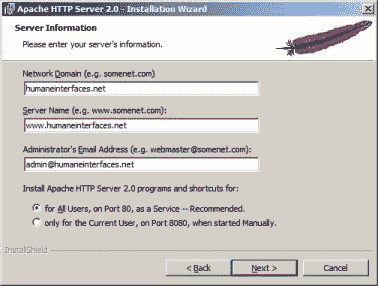 Apache HTTP Server 2.0 - Installation Wizard
Server Information
Please enter your server's information.
Network Domain (e.g. somenet.com)
humaneinterfaces.net
Server Name (e.g. www.somenet.com):
www.humaneinterfaces.net
Administrator's Email Address (e.g. webmaster@somenet.com):
admin@humaneinterfaces.net
Install Apache HTTP Server 2.0 programs and shortcuts for:
for All Users, on Port 80, as a Service -- Recommended.
only for the Current User, on Port 8080, when started Manually.
InstallShield
< Back Next > Cancel